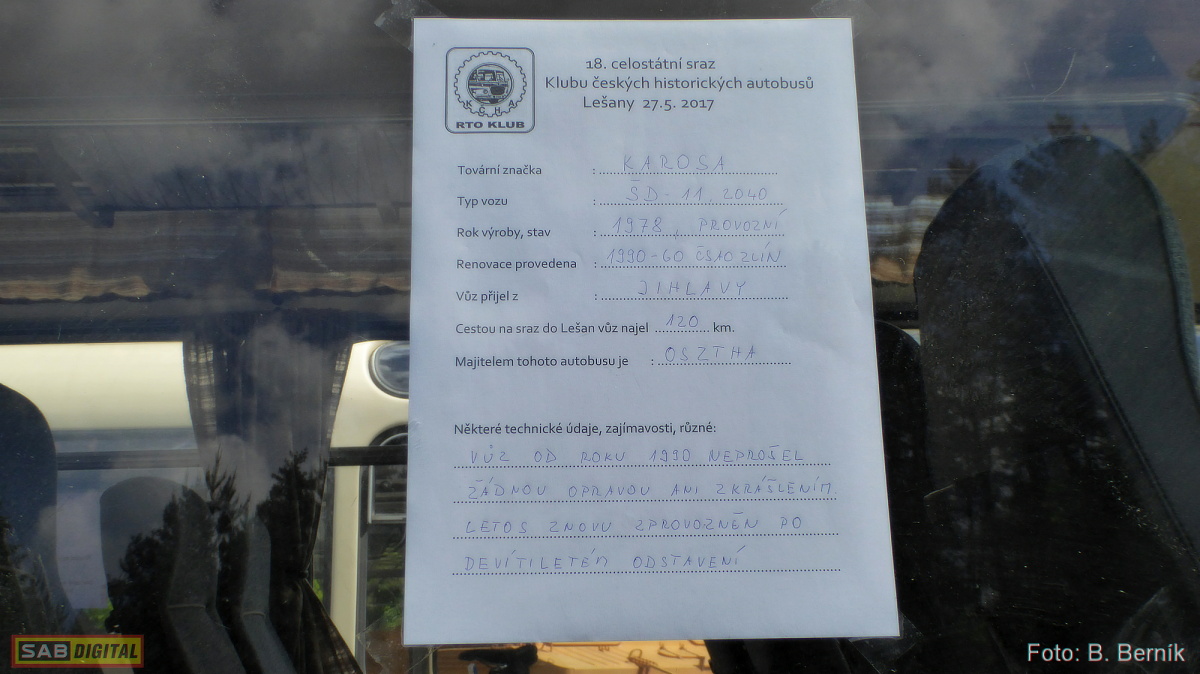 18. celostátní sraz
Klubu českých historických autobusů
Lešany 27.5. 2017
KČHA
RTO KLUB
Tovární značka : KAROSA
Typ vozu : ŠD-11.2040
Rok výroby, stav : 1978, PROVOZNÍ
Renovace provedena : 1990-GO ČSAO ZLÍN
Vůz přijel z : JIHLAVY
Cestou na sraz do Lešan vůz najel 120 km.
Majitelem tohoto autobusu je : OSZTHA
Některé technické údaje, zajímavosti, různé:
VŮZ OD ROKU 1990 NEPROŠEL
ŽÁDNOU OPRAVOU ANI ZKRÁŠLENÍM.
LETOS ZNOVU ZPROVOZNĚN PO
DEVÍTILETÉM ODSTAVENÍ
SAB DIGITAL
Foto: B. Berník